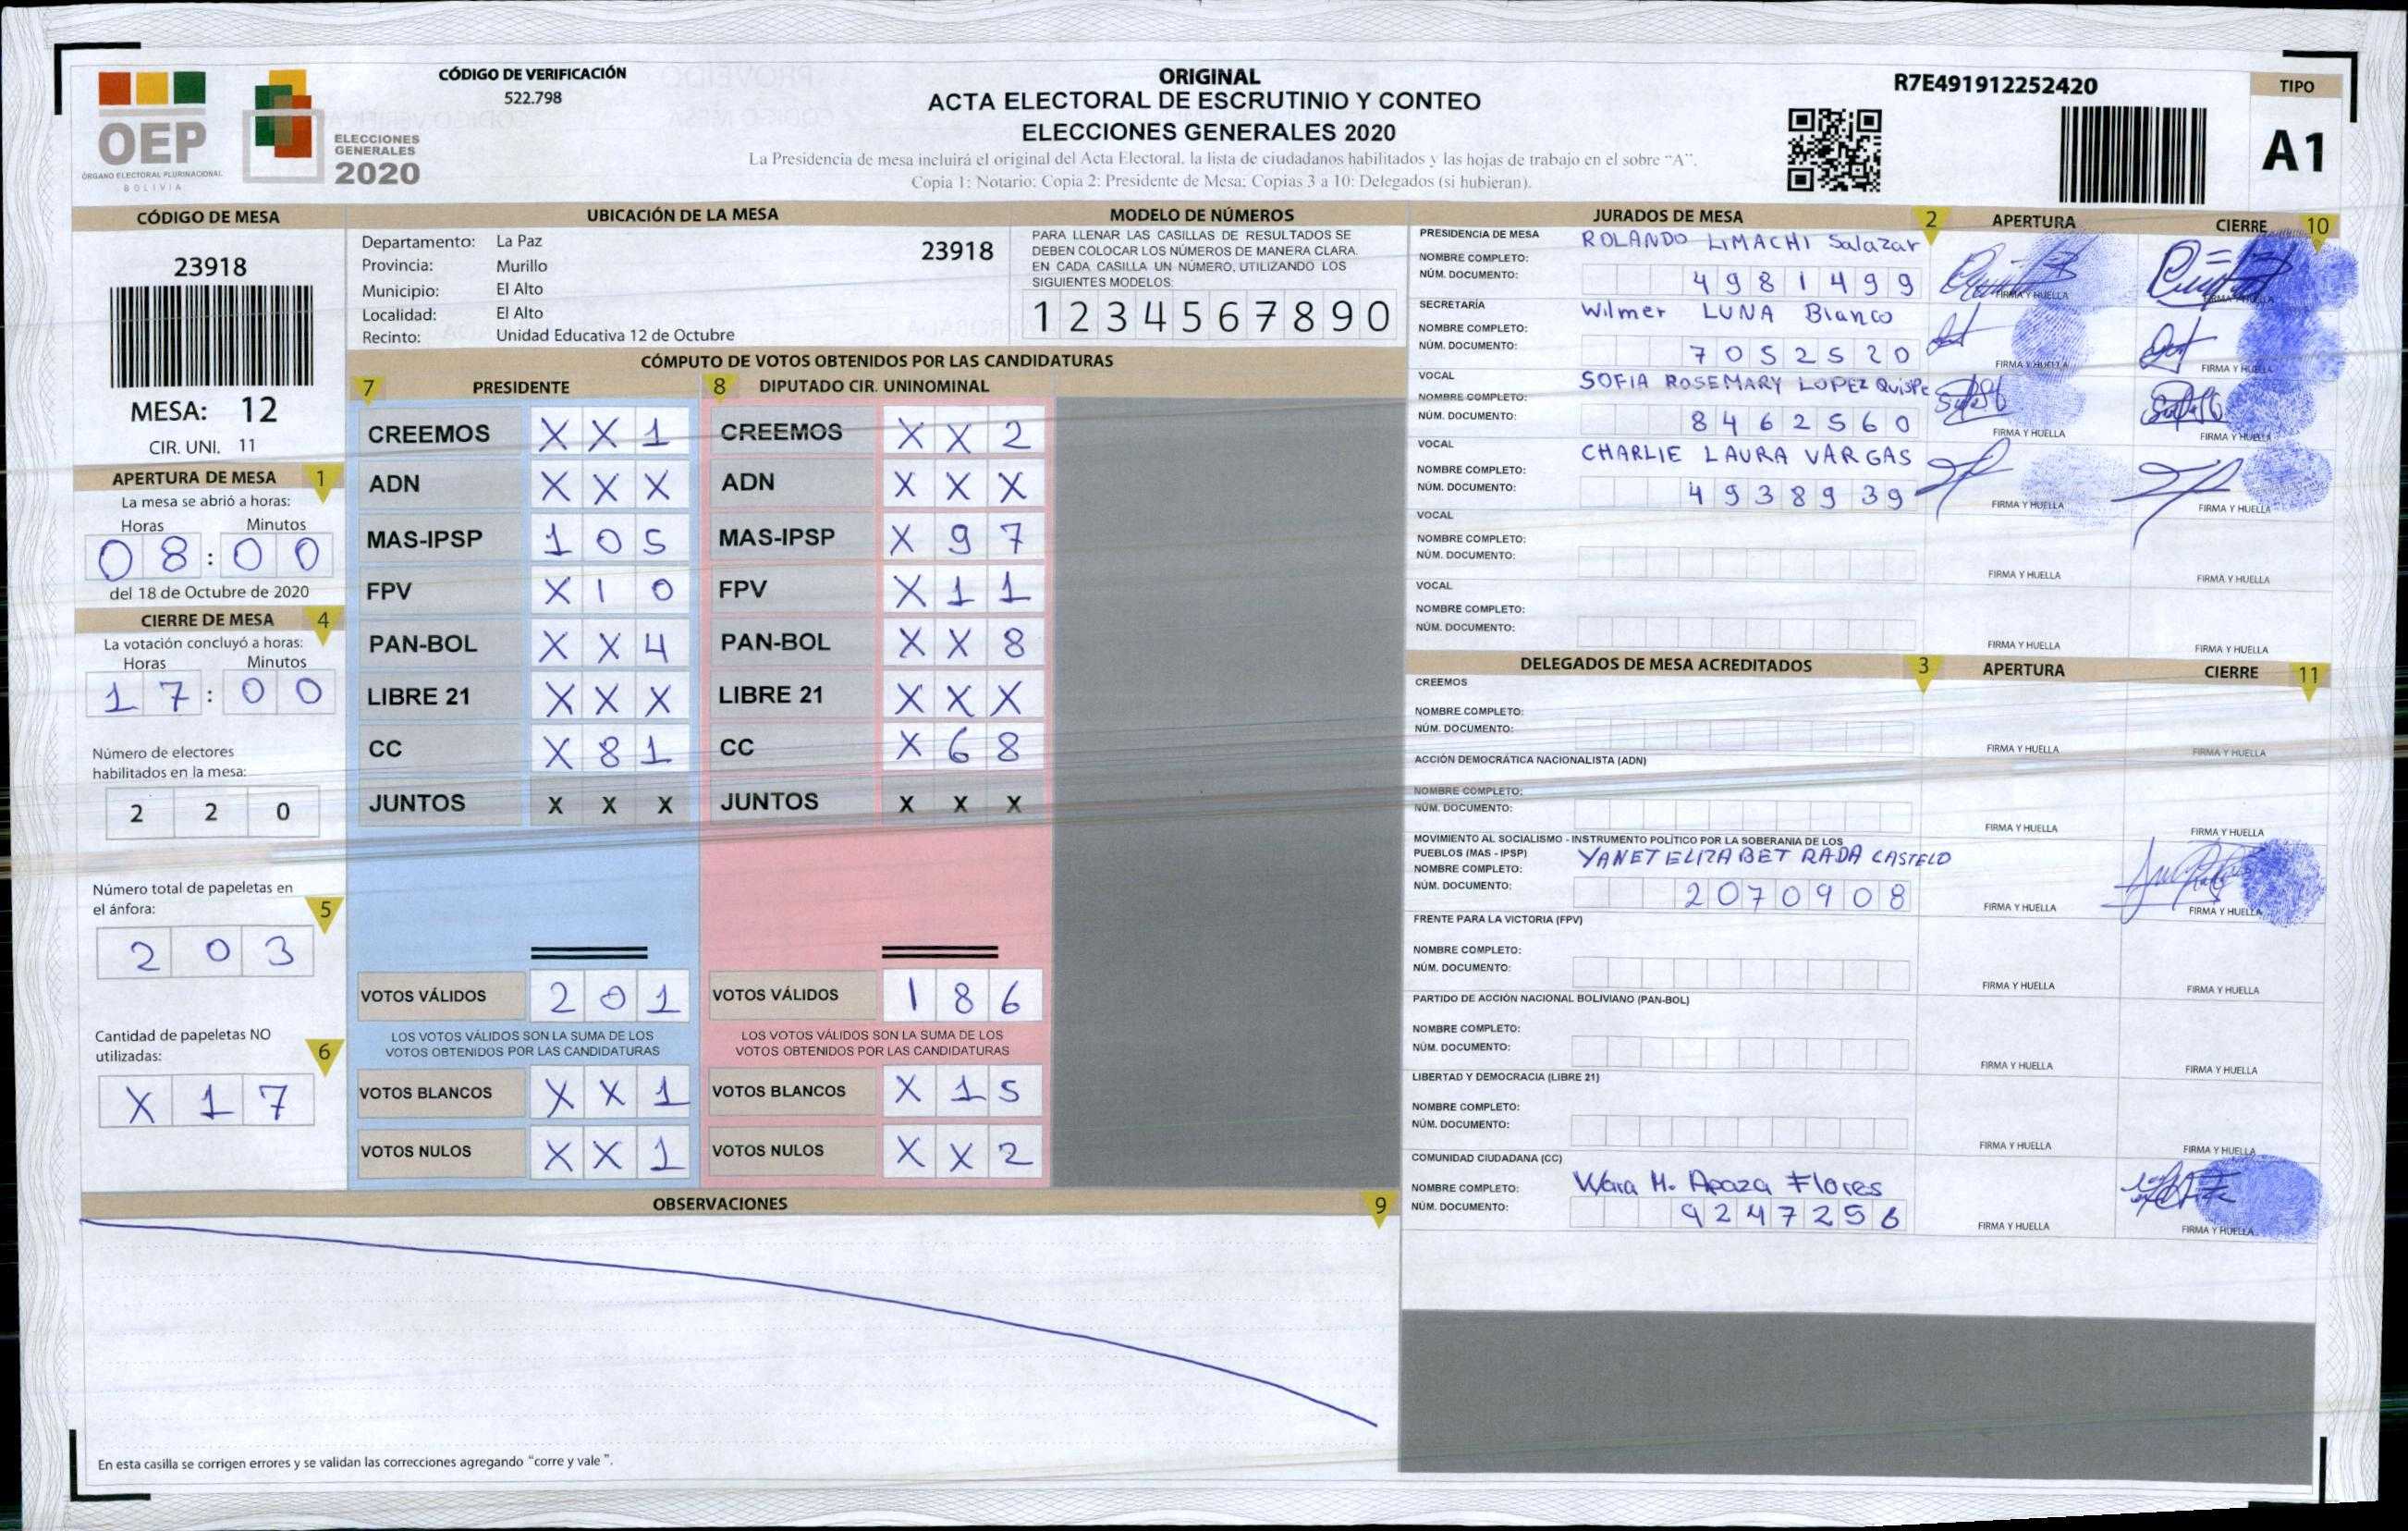 OEP
ÓRGANO ELECTORAL PLURINACIONAL
BOLIVIA
ELECCIONES
GENERALES
2020
CÓDIGO DE VERIFICACIÓN
522.798
ORIGINAL
ACTA ELECTORAL DE ESCRUTINIO Y CONTEO
ELECCIONES GENERALES 2020
La Presidencia de mesa incluirá el original del Acta Electoral, la lista de ciudadanos habilitados y las hojas de trabajo en el sobre "A".
Copia 1: Notario; Copia 2: Presidente de Mesa; Copias 3 a 10: Delegados (si hubieran).
R7E491912252420
TIPO
A1
CÓDIGO DE MESA
23918
MESA: 12
CIR. UNI. 11
APERTURA DE MESA 1
La mesa se abrió a horas:
Horas Minutos
0 8 : 0 0
del 18 de Octubre de 2020
CIERRE DE MESA 4
La votación concluyó a horas:
Horas Minutos
1 7 : 0 0
Número de electores
habilitados en la mesa:
2 2 0
Número total de papeletas en
el ánfora: 5
2 0 3
Cantidad de papeletas NO
utilizadas: 6
X 1 7
UBICACIÓN DE LA MESA
Departamento: La Paz 23918
Provincia: Murillo
Municipio: El Alto
Localidad: El Alto
Recinto: Unidad Educativa 12 de Octubre
MODELO DE NÚMEROS
PARA LLENAR LAS CASILLAS DE RESULTADOS SE
DEBEN COLOCAR LOS NÚMEROS DE MANERA CLARA.
EN CADA CASILLA UN NÚMERO, UTILIZANDO LOS
SIGUIENTES MODELOS:
1 2 3 4 5 6 7 8 9 0
CÓMPUTO DE VOTOS OBTENIDOS POR LAS CANDIDATURAS
7 PRESIDENTE 8 DIPUTADO CIR. UNINOMINAL
CREEMOS X X 1 CREEMOS X X 2
ADN X X X ADN X X X
MAS-IPSP 1 0 5 MAS-IPSP X 9 7
FPV X 1 0 FPV X 1 1
PAN-BOL X X 4 PAN-BOL X X 8
LIBRE 21 X X X LIBRE 21 X X X
CC X 8 1 CC X 6 8
JUNTOS X X X JUNTOS X X X
VOTOS VÁLIDOS 2 0 1 VOTOS VÁLIDOS 1 8 6
LOS VOTOS VÁLIDOS SON LA SUMA DE LOS LOS VOTOS VÁLIDOS SON LA SUMA DE LOS
VOTOS OBTENIDOS POR LAS CANDIDATURAS VOTOS OBTENIDOS POR LAS CANDIDATURAS
VOTOS BLANCOS X X 1 VOTOS BLANCOS X 1 5
VOTOS NULOS X X 1 VOTOS NULOS X X 2
OBSERVACIONES 9
En esta casilla se corrigen errores y se validan las correcciones agregando "corre y vale".
JURADOS DE MESA 2 APERTURA CIERRE 10
PRESIDENCIA DE MESA
NOMBRE COMPLETO: ROLANDO LIMACHI Salazar
NÚM. DOCUMENTO: 4981499
FIRMA Y HUELLA FIRMA Y HUELLA
SECRETARÍA
NOMBRE COMPLETO: Wilmer LUNA Blanco
NÚM. DOCUMENTO: 7052520
FIRMA Y HUELLA FIRMA Y HUELLA
VOCAL
NOMBRE COMPLETO: SOFIA ROSEMARY LOPEZ QUISPE
NÚM. DOCUMENTO: 8462560
FIRMA Y HUELLA FIRMA Y HUELLA
VOCAL
NOMBRE COMPLETO: CHARLIE LAURA VARGAS
NÚM. DOCUMENTO: 4938939
FIRMA Y HUELLA FIRMA Y HUELLA
VOCAL
NOMBRE COMPLETO:
NÚM. DOCUMENTO:
FIRMA Y HUELLA FIRMA Y HUELLA
VOCAL
NOMBRE COMPLETO:
NÚM. DOCUMENTO:
FIRMA Y HUELLA FIRMA Y HUELLA
DELEGADOS DE MESA ACREDITADOS 3 APERTURA CIERRE 11
CREEMOS
NOMBRE COMPLETO:
NÚM. DOCUMENTO:
FIRMA Y HUELLA FIRMA Y HUELLA
ACCIÓN DEMOCRÁTICA NACIONALISTA (ADN)
NOMBRE COMPLETO:
NÚM. DOCUMENTO:
FIRMA Y HUELLA FIRMA Y HUELLA
MOVIMIENTO AL SOCIALISMO - INSTRUMENTO POLÍTICO POR LA SOBERANIA DE LOS
PUEBLOS (MAS - IPSP)
NOMBRE COMPLETO: YANET ELIZABET RADA CASTELO
NÚM. DOCUMENTO: 2070908
FIRMA Y HUELLA FIRMA Y HUELLA
FRENTE PARA LA VICTORIA (FPV)
NOMBRE COMPLETO:
NÚM. DOCUMENTO:
FIRMA Y HUELLA FIRMA Y HUELLA
PARTIDO DE ACCIÓN NACIONAL BOLIVIANO (PAN-BOL)
NOMBRE COMPLETO:
NÚM. DOCUMENTO:
FIRMA Y HUELLA FIRMA Y HUELLA
LIBERTAD Y DEMOCRACIA (LIBRE 21)
NOMBRE COMPLETO:
NÚM. DOCUMENTO:
FIRMA Y HUELLA FIRMA Y HUELLA
COMUNIDAD CIUDADANA (CC)
NOMBRE COMPLETO: Wara M. Apaza Flores
NÚM. DOCUMENTO: 9247256
FIRMA Y HUELLA FIRMA Y HUELLA